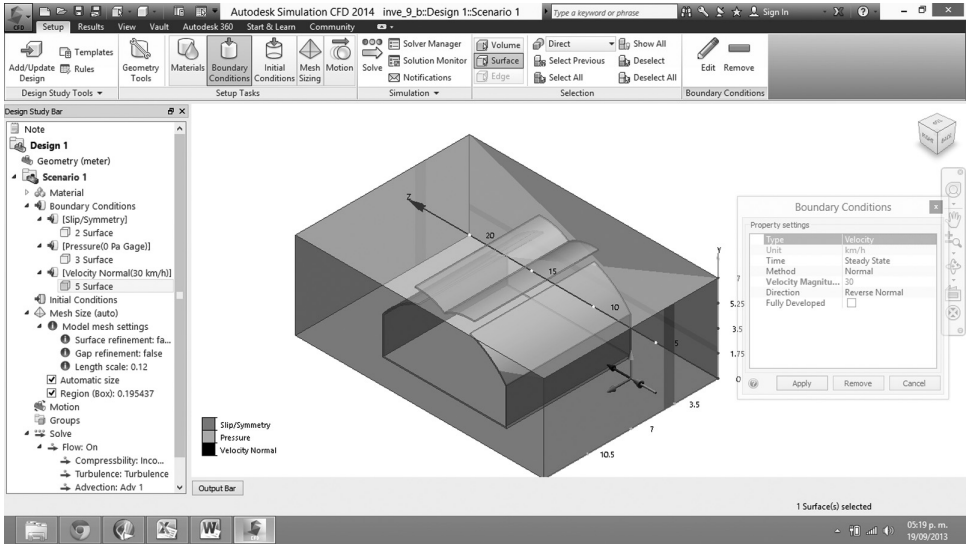 Autodesk Simulation CFD 2014 inve_9_b::Design 1::Scenario 1
Type a keyword or phrase
Sign In
CFD
Setup Results View Vault Autodesk 360 Start & Learn Community
Add/Update Design
Templates
Rules
Geometry Tools
Materials
Boundary Conditions
Initial Conditions
Mesh Sizing
Motion
Solve
Solver Manager
Solution Monitor
Notifications
Volume
Surface
Edge
Direct
Select Previous
Select All
Show All
Deselect
Deselect All
Edit
Remove
Design Study Tools
Setup Tasks
Simulation
Selection
Boundary Conditions
Design Study Bar
Note
Design 1
Geometry (meter)
Scenario 1
Material
Boundary Conditions
[Slip/Symmetry]
2 Surface
[Pressure(0 Pa Gage)]
3 Surface
[Velocity Normal(30 km/h)]
5 Surface
Initial Conditions
Mesh Size (auto)
Model mesh settings
Surface refinement: fa...
Gap refinement: false
Length scale: 0.12
Automatic size
Region (Box): 0.195437
Motion
Groups
Solve
Flow: On
Compressbility: Inco...
Turbulence: Turbulence
Advection: Adv 1
Z
20
15
10
5
Y
7
5.25
3.5
1.75
0
3.5
7
10.5
Slip/Symmetry
Pressure
Velocity Normal
Boundary Conditions
Property settings
Type Velocity
Unit km/h
Time Steady State
Method Normal
Velocity Magnitu... 30
Direction Reverse Normal
Fully Developed
Apply Remove Cancel
Output Bar
1 Surface(s) selected
05:19 p. m.
19/09/2013